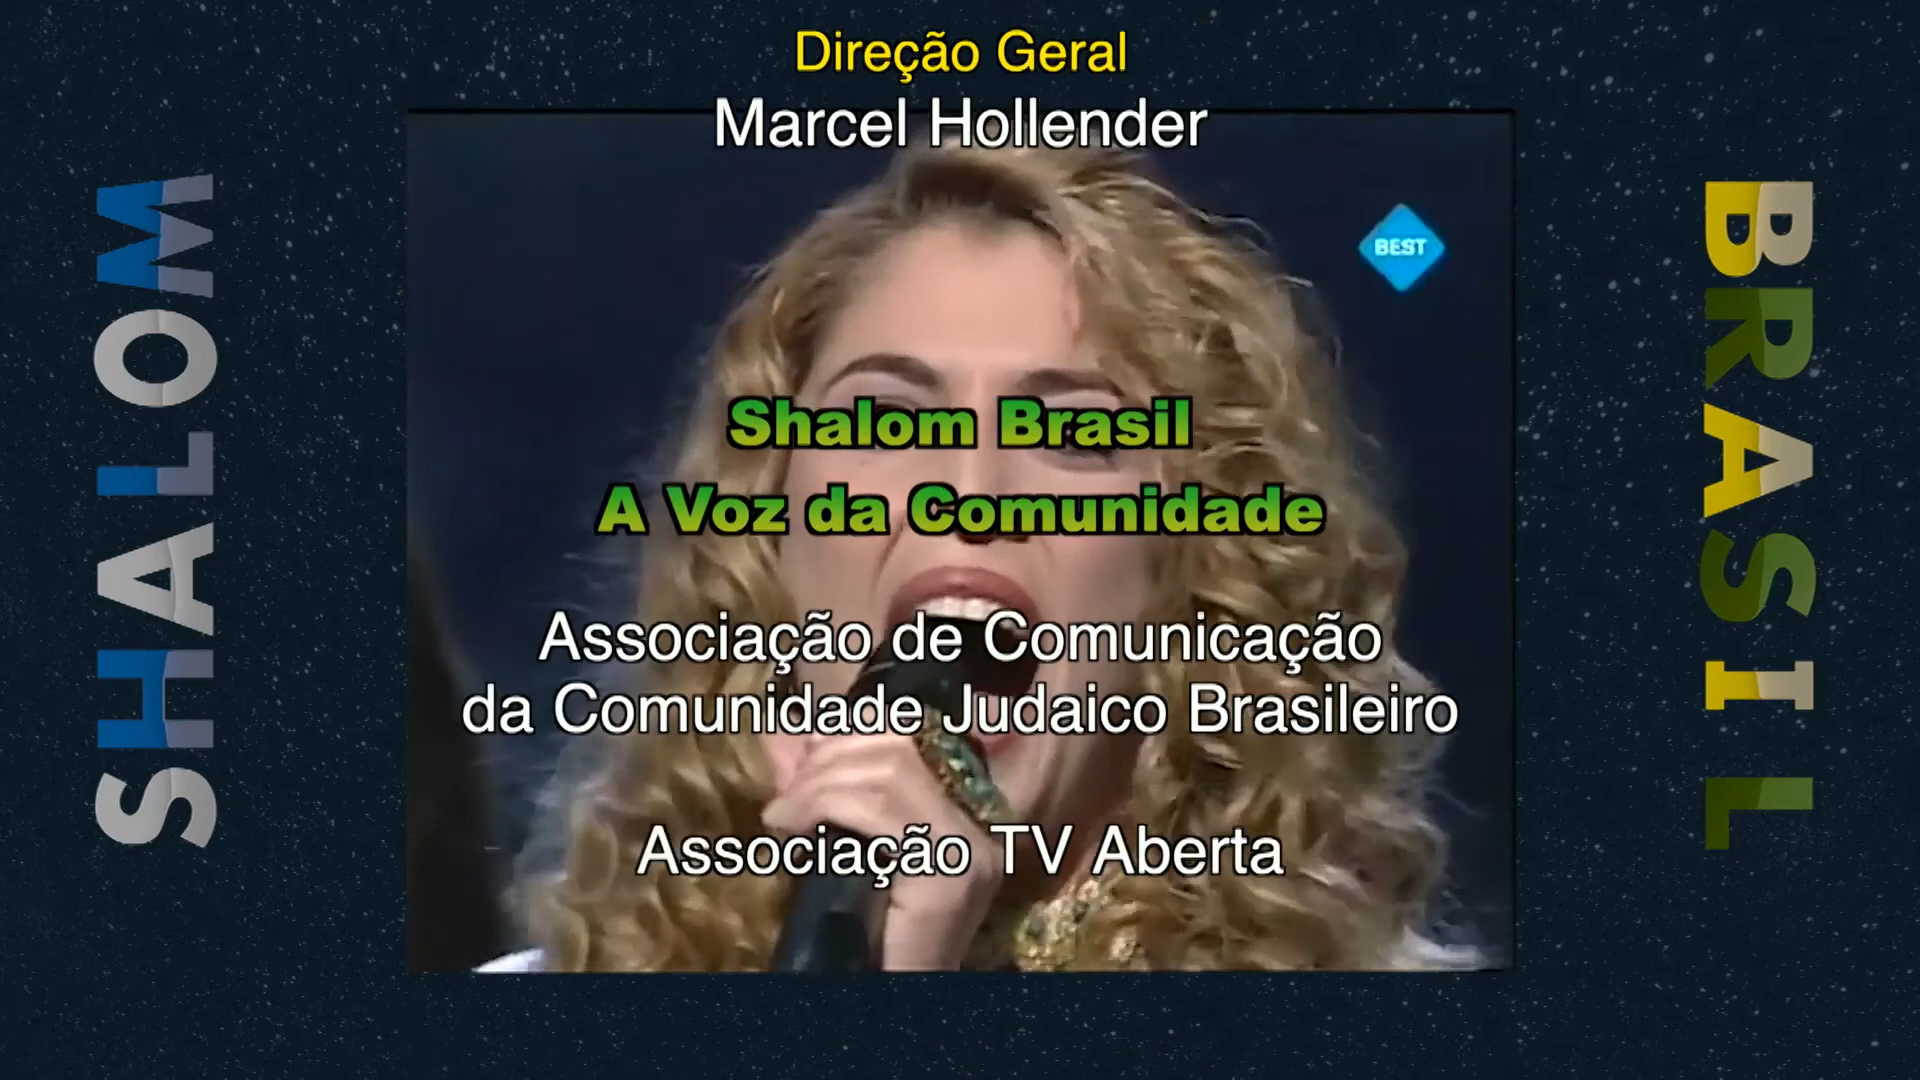 Direção Geral
Marcel Hollender
BEST
SHALOM
BRASIL
Shalom Brasil
A Voz da Comunidade
Associação de Comunicação
da Comunidade Judaico Brasileiro
Associação TV Aberta